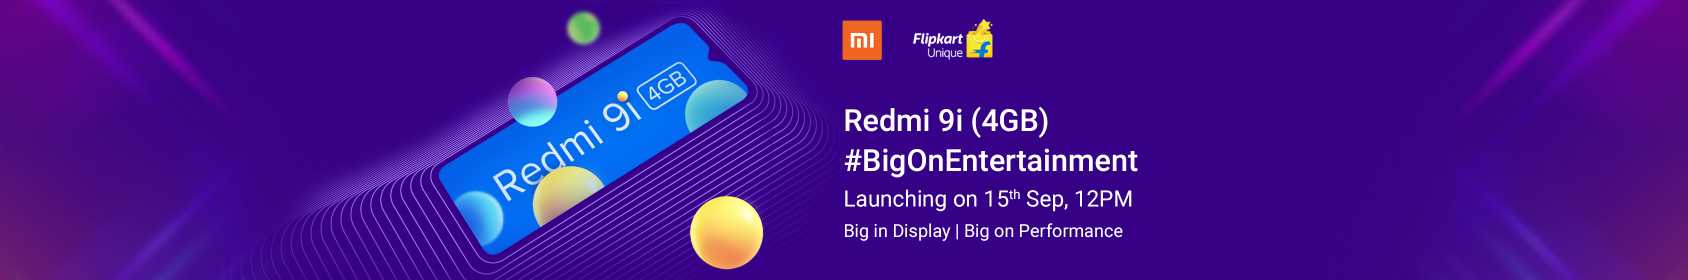 Redmi 9i 4GB
mi
Flipkart
Unique
Redmi 9i (4GB)
#BigOnEntertainment
Launching on 15th Sep, 12PM
Big in Display | Big on Performance